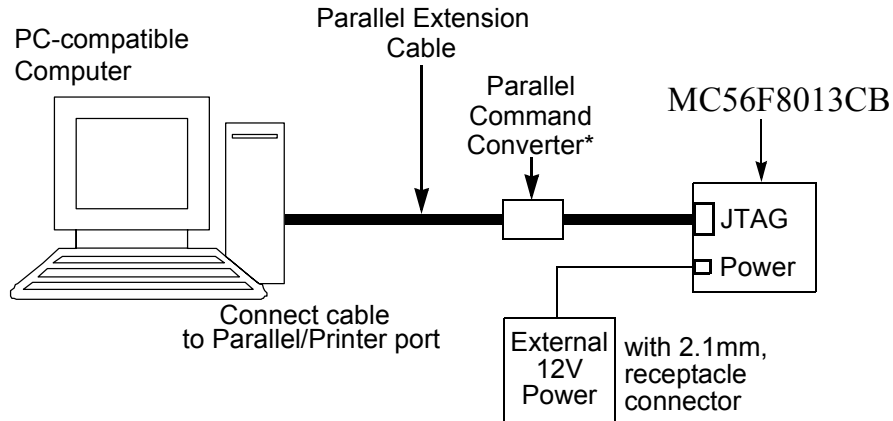 PC-compatible
Computer
Parallel Extension
Cable
Parallel
Command
Converter*
MC56F8013CB
JTAG
Power
Connect cable
to Parallel/Printer port
External
12V
Power
with 2.1mm,
receptacle
connector